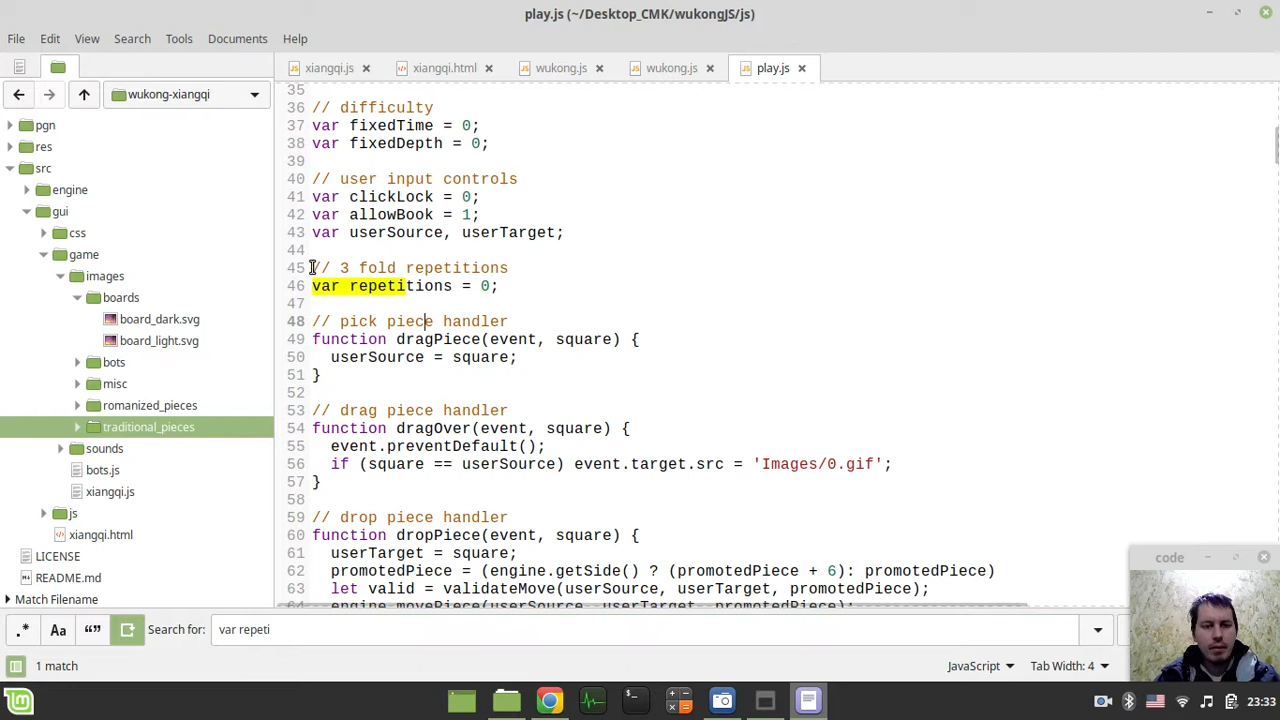 play.js (~/Desktop_CMK/wukongJS/js)
File Edit View Search Tools Documents Help
xiangqi.js xiangqi.html wukong.js wukong.js play.js
wukong-xiangqi
pgn
res
src
engine
gui
css
game
images
boards
board_dark.svg
board_light.svg
bots
misc
romanized_pieces
traditional_pieces
sounds
bots.js
xiangqi.js
js
xiangqi.html
LICENSE
README.md
Match Filename
35
36 // difficulty
37 var fixedTime = 0;
38 var fixedDepth = 0;
39
40 // user input controls
41 var clickLock = 0;
42 var allowBook = 1;
43 var userSource, userTarget;
44
45 // 3 fold repetitions
46 var repetitions = 0;
47
48 // pick piece handler
49 function dragPiece(event, square) {
50 userSource = square;
51 }
52
53 // drag piece handler
54 function dragOver(event, square) {
55 event.preventDefault();
56 if (square == userSource) event.target.src = 'Images/0.gif';
57 }
58
59 // drop piece handler
60 function dropPiece(event, square) {
61 userTarget = square;
62 promotedPiece = (engine.getSide() ? (promotedPiece + 6): promotedPiece)
63 let valid = validateMove(userSource, userTarget, promotedPiece);
64 engine.movePiece(userSource, userTarget, promotedPiece);
code
.* Aa “” Search for: var repeti
1 match JavaScript Tab Width: 4
23:33